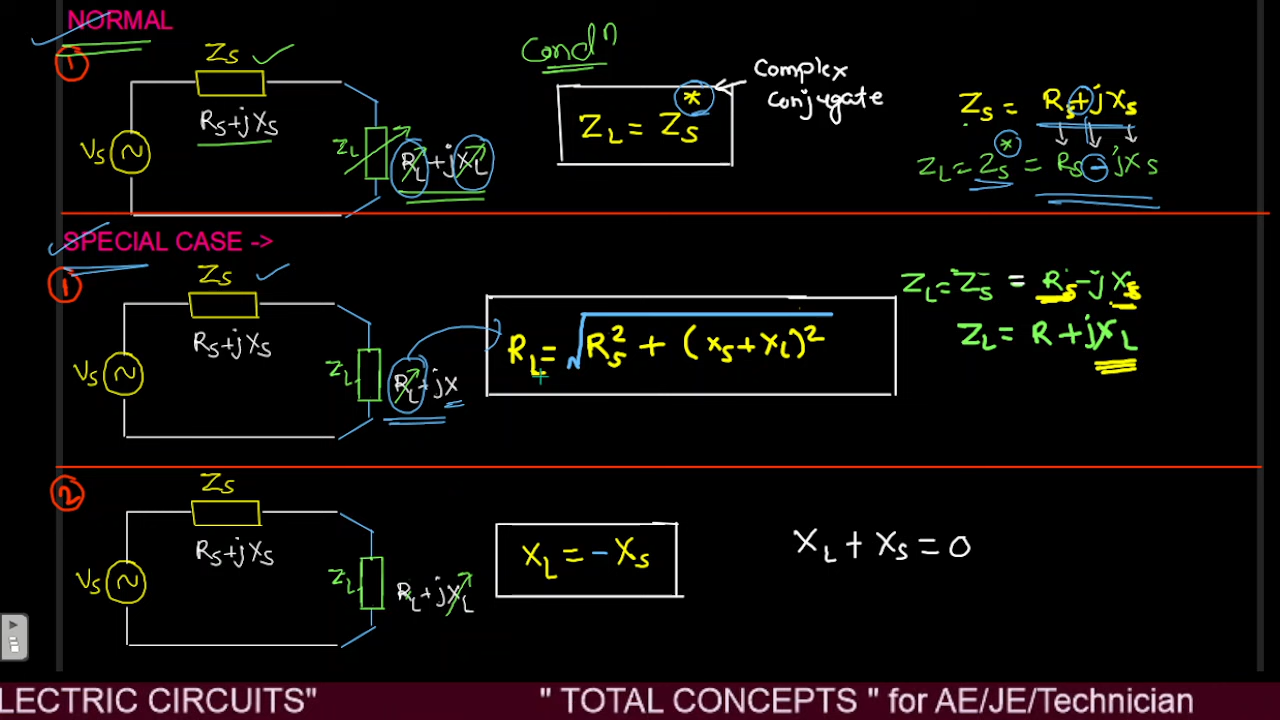 NORMAL
1
Zs
Rs+jXs
Vs
ZL
RL+jXL
Condn
ZL = Zs*
Complex
Conjugate
Zs = Rs+jXs
ZL = Zs* = Rs-jXs
SPECIAL CASE ->
1
Zs
Rs+jXs
Vs
ZL
RL+jX
RL = √Rs² + (Xs+XL)²
ZL = Zs = Rs-jXs
ZL = R+jXL
2
Zs
Rs+jXs
Vs
ZL
RL+jXL
XL = -Xs
XL + Xs = 0
LECTRIC CIRCUITS" " TOTAL CONCEPTS " for AE/JE/Technician